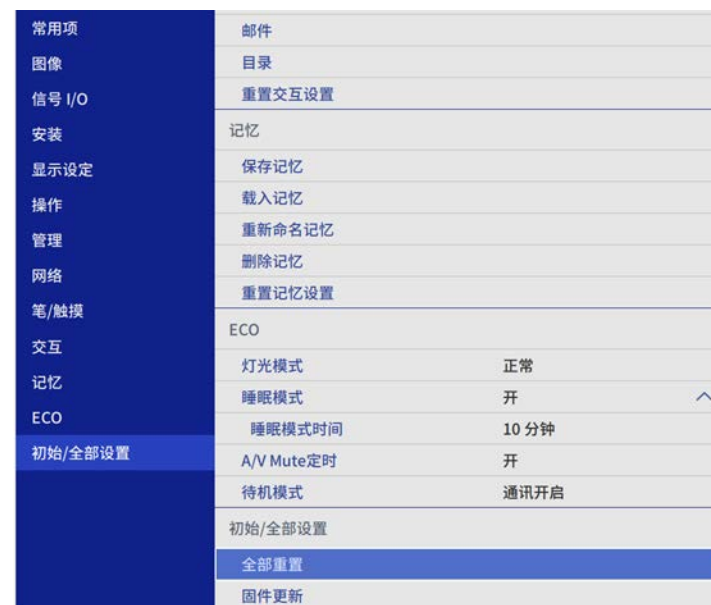 常用项
图像
信号 I/O
安装
显示设定
操作
管理
网络
笔/触摸
交互
记忆
ECO
初始/全部设置
邮件
目录
重置交互设置
记忆
保存记忆
载入记忆
重新命名记忆
删除记忆
重置记忆设置
ECO
灯光模式 正常
睡眠模式 开
睡眠模式时间 10 分钟
A/V Mute定时 开
待机模式 通讯开启
初始/全部设置
全部重置
固件更新